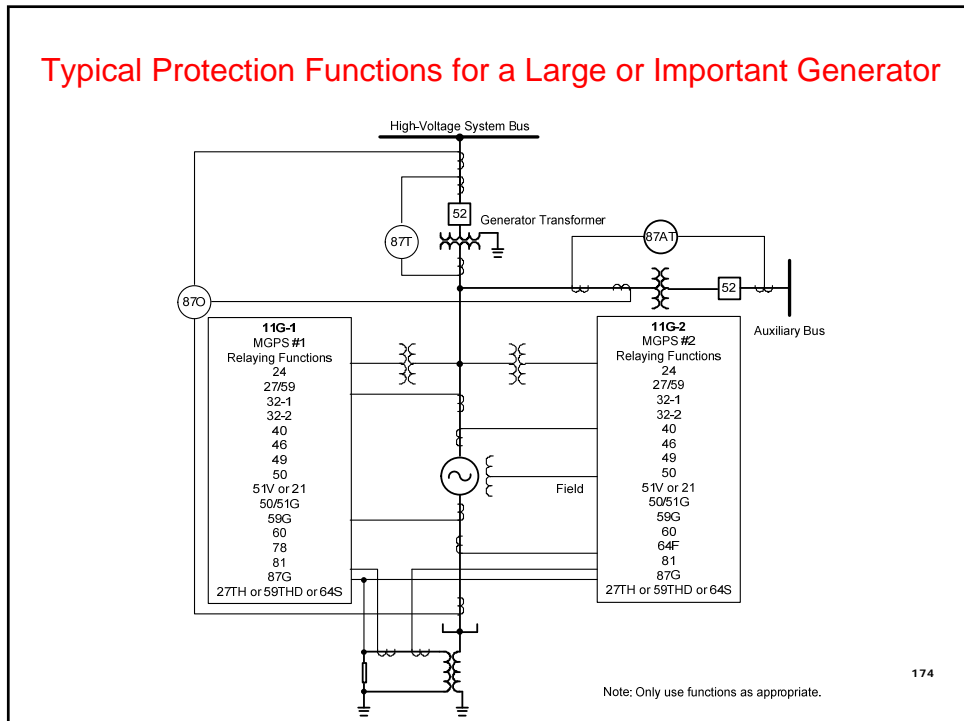 Typical Protection Functions for a Large or Important Generator
High-Voltage System Bus
52
Generator Transformer
87T
87AT
52
87O
Auxiliary Bus
11G-1
MGPS #1
Relaying Functions
24
27/59
32-1
32-2
40
46
49
50
51V or 21
50/51G
59G
60
78
81
87G
27TH or 59THD or 64S
11G-2
MGPS #2
Relaying Functions
24
27/59
32-1
32-2
40
46
49
50
51V or 21
50/51G
59G
60
64F
81
87G
27TH or 59THD or 64S
Field
174
Note: Only use functions as appropriate.